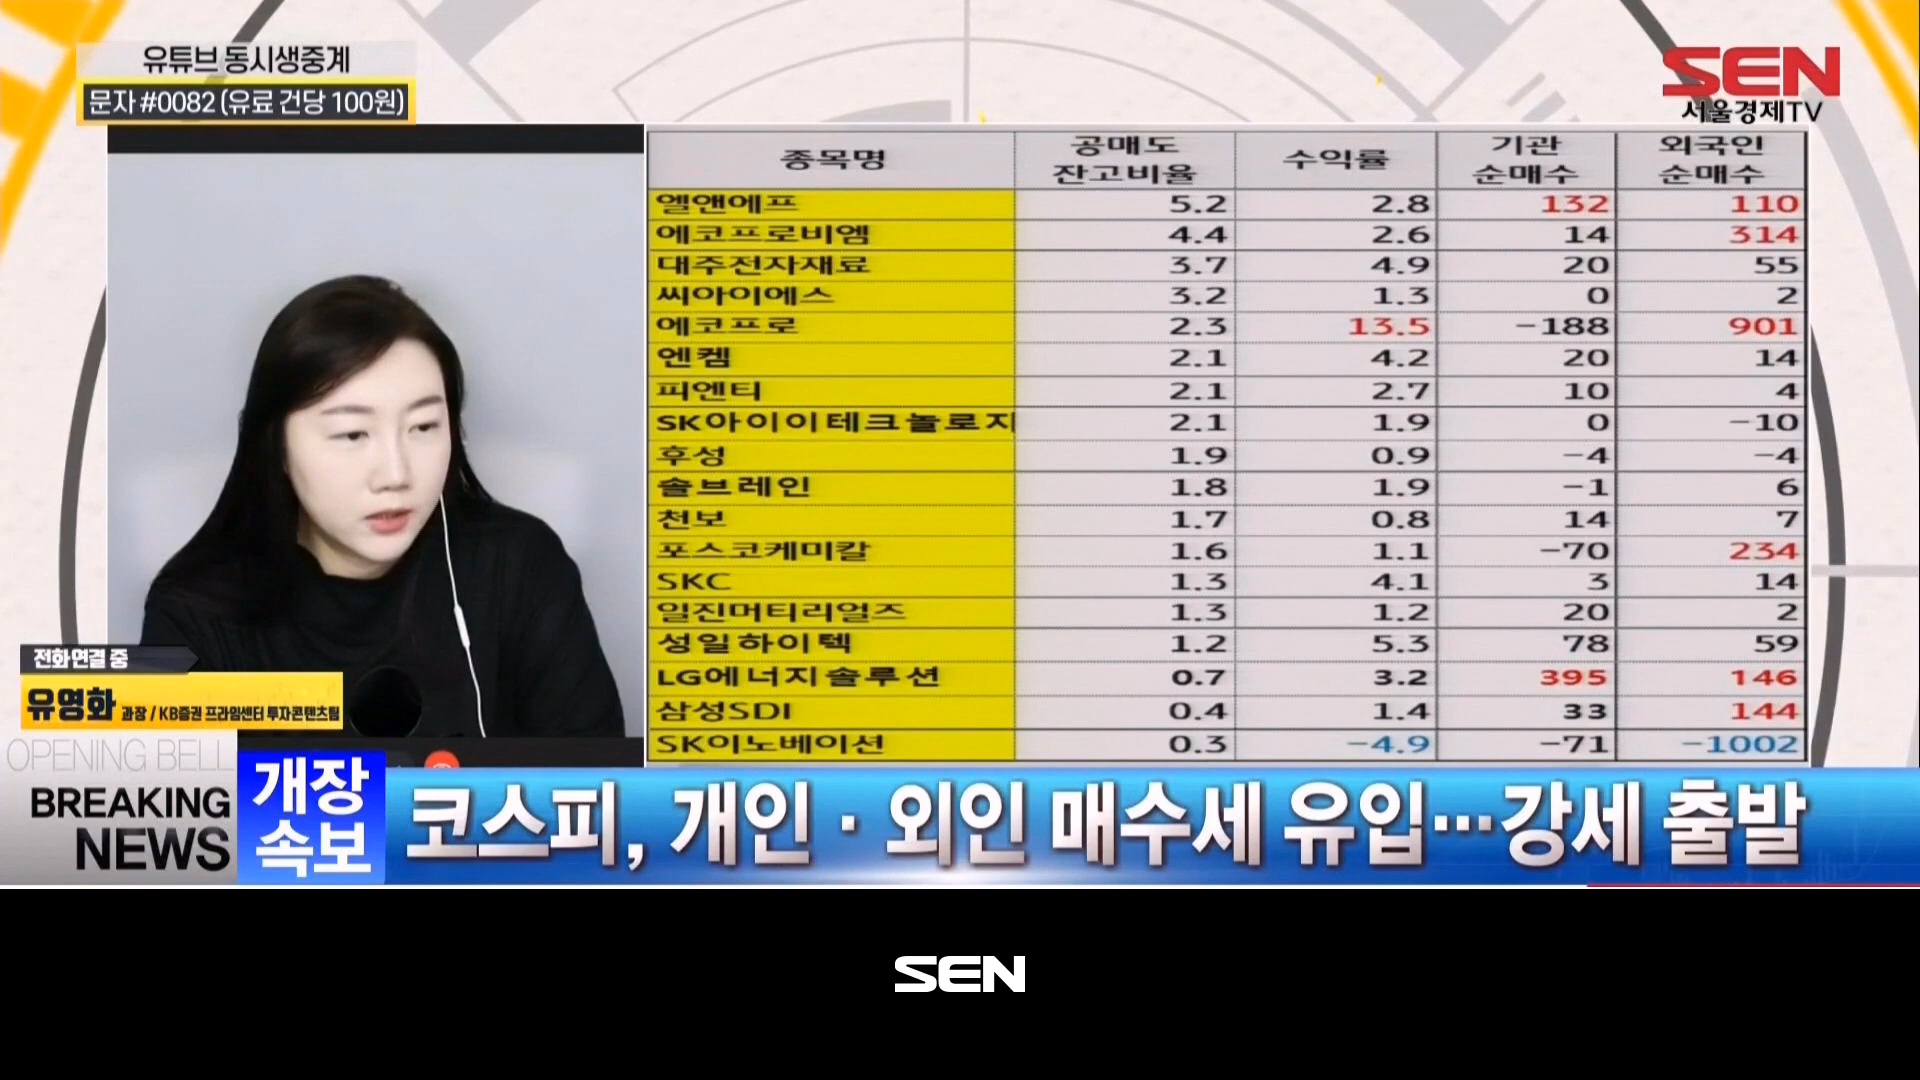 유튜브 동시생중계
문자 #0082 (유료 건당 100원)
SEN
서울경제TV
종목명 공매도 잔고비율 수익률 기관 순매수 외국인 순매수
엘앤에프 5.2 2.8 132 110
에코프로비엠 4.4 2.6 14 314
대주전자재료 3.7 4.9 20 55
씨아이에스 3.2 1.3 0 2
에코프로 2.3 13.5 -188 901
엔켐 2.1 4.2 20 14
피엔티 2.1 2.7 10 4
SK아이이테크놀로지 2.1 1.9 0 -10
후성 1.9 0.9 -4 -4
솔브레인 1.8 1.9 -1 6
천보 1.7 0.8 14 7
포스코케미칼 1.6 1.1 -70 234
SKC 1.3 4.1 3 14
일진머티리얼즈 1.3 1.2 20 2
성일하이텍 1.2 5.3 78 59
LG에너지솔루션 0.7 3.2 395 146
삼성SDI 0.4 1.4 33 144
SK이노베이션 0.3 -4.9 -71 -1002
전화연결 중
유영화 과장 / KB증권 프라임센터 투자콘텐츠팀
OPENING BELL
BREAKING
NEWS
개장
속보
코스피, 개인·외인 매수세 유입…강세 출발
SEN